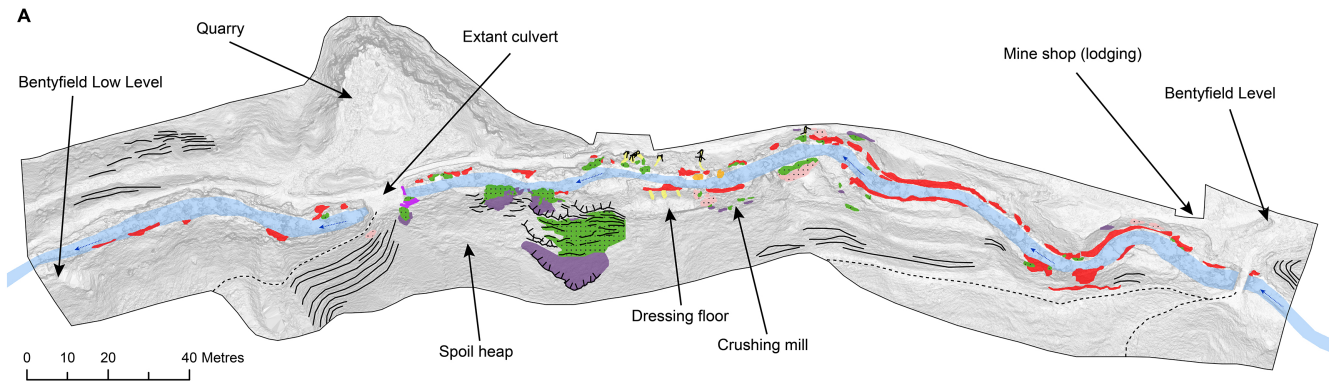 A
Quarry
Extant culvert
Mine shop (lodging)
Bentyfield Low Level
Bentyfield Level
Dressing floor
Crushing mill
Spoil heap
0 10 20 40 Metres